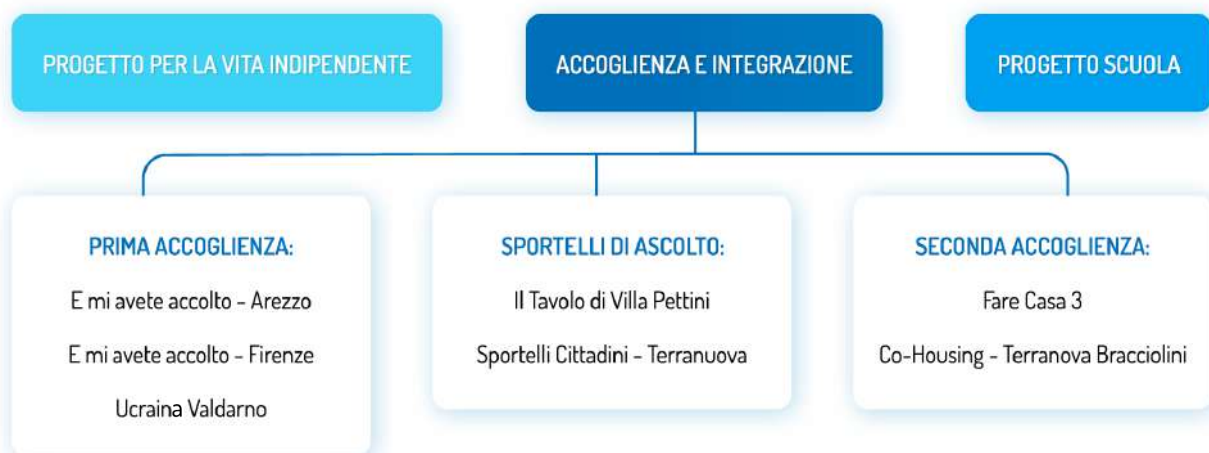 PROGETTO PER LA VITA INDIPENDENTE
ACCOGLIENZA E INTEGRAZIONE
PROGETTO SCUOLA
PRIMA ACCOGLIENZA:
E mi avete accolto – Arezzo
E mi avete accolto – Firenze
Ucraina Valdarno
SPORTELLI DI ASCOLTO:
Il Tavolo di Villa Pettini
Sportelli Cittadini – Terranuova
SECONDA ACCOGLIENZA:
Fare Casa 3
Co-Housing - Terranova Bracciolini